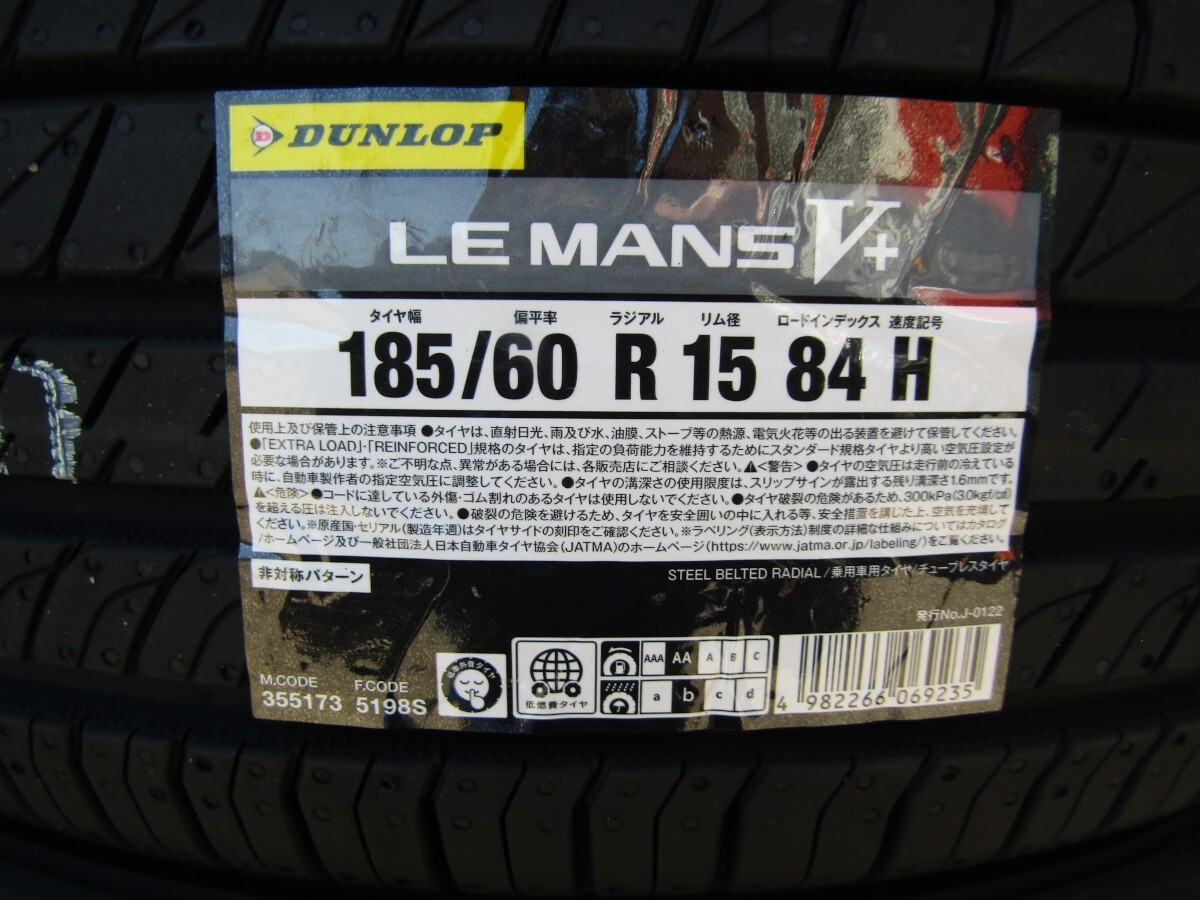 DUNLOP
LE MANS V+
タイヤ幅 偏平率 ラジアル リム径 ロードインデックス 速度記号
185/60 R 15 84 H
使用上及び保管上の注意事項 ●タイヤは、直射日光、雨及び水、油膜、ストーブ等の熱源、電気火花等の出る装置を避けて保管してください。
●「EXTRA LOAD」・「REINFORCED」規格のタイヤは、指定の負荷能力を維持するためにスタンダード規格タイヤより高い空気圧設定が
必要な場合があります。※ご不明な点、異常がある場合には、各販売店にご相談ください。⚠<警告> ●タイヤの空気圧は走行前の冷えている
時に、自動車製作者の指定空気圧に調整してください。 ●タイヤの溝深さの使用限度は、スリップサインが露出する残り溝深さ1.6mmです。
⚠<危険> ●コードに達している外傷・ゴム割れのあるタイヤは使用しないでください。 ●タイヤ破裂の危険があるため、300kPa(3.0kgf/c㎡)
を超える圧は注入しないでください。 ●破裂の危険を避けるため、タイヤを安全囲いの中に入れる等、安全措置を講じた上、空気を充填して
ください。※原産国・セリアル(製造年週)はタイヤサイドの刻印をご確認ください。※ラベリング(表示方法)制度の詳細な仕組みについてはカタログ
/ホームページ及び一般社団法人日本自動車タイヤ協会(JATMA)のホームページ(https://www.jatma.or.jp/labeling/)をご覧ください。
非対称パターン
STEEL BELTED RADIAL/乗用車用タイヤ/チューブレスタイヤ
発行No.J-0122
M.CODE F.CODE
355173 5198S
低車外音タイヤ
低燃費タイヤ
AAA AA A B C
a b c d
4 982266 069235